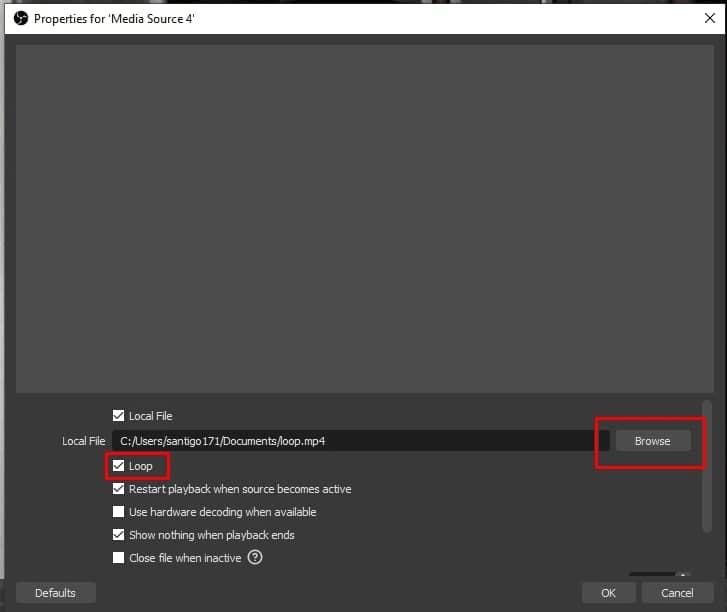 Properties for 'Media Source 4'
Local File
Local File C:/Users/santigo171/Documents/loop.mp4 Browse
Loop
Restart playback when source becomes active
Use hardware decoding when available
Show nothing when playback ends
Close file when inactive ?
Defaults OK Cancel